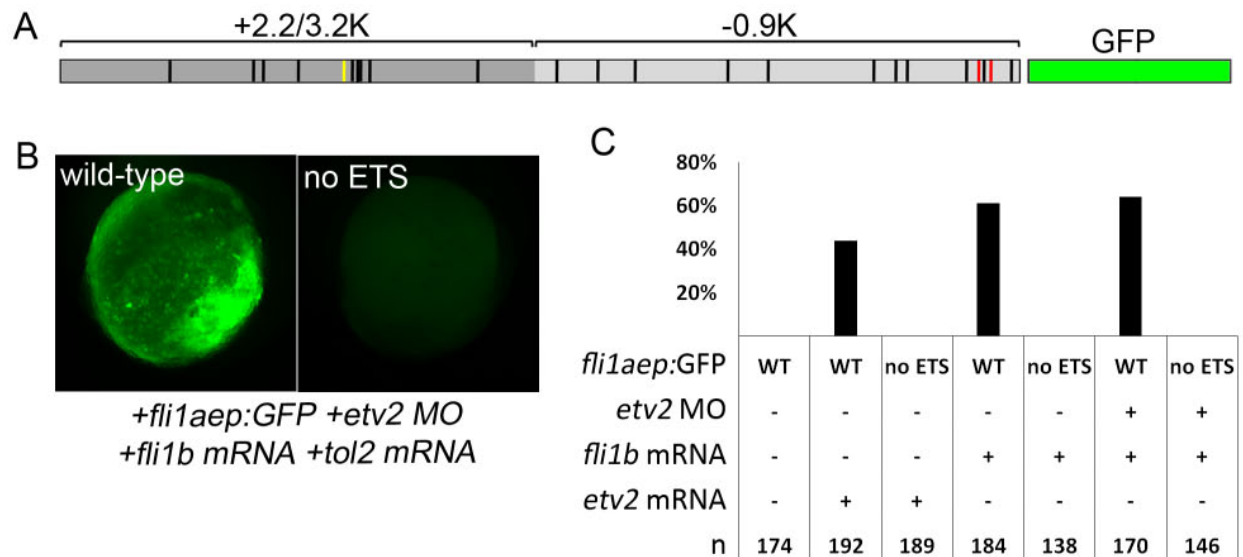 A
+2.2/3.2K
-0.9K
GFP
B
wild-type
no ETS
+fli1aep:GFP +etv2 MO
+fli1b mRNA +tol2 mRNA
C
80%
60%
40%
20%
fli1aep:GFP WT WT no ETS WT no ETS WT no ETS
etv2 MO - - - - - + +
fli1b mRNA - - - + + + +
etv2 mRNA - + + - - - -
n 174 192 189 184 138 170 146